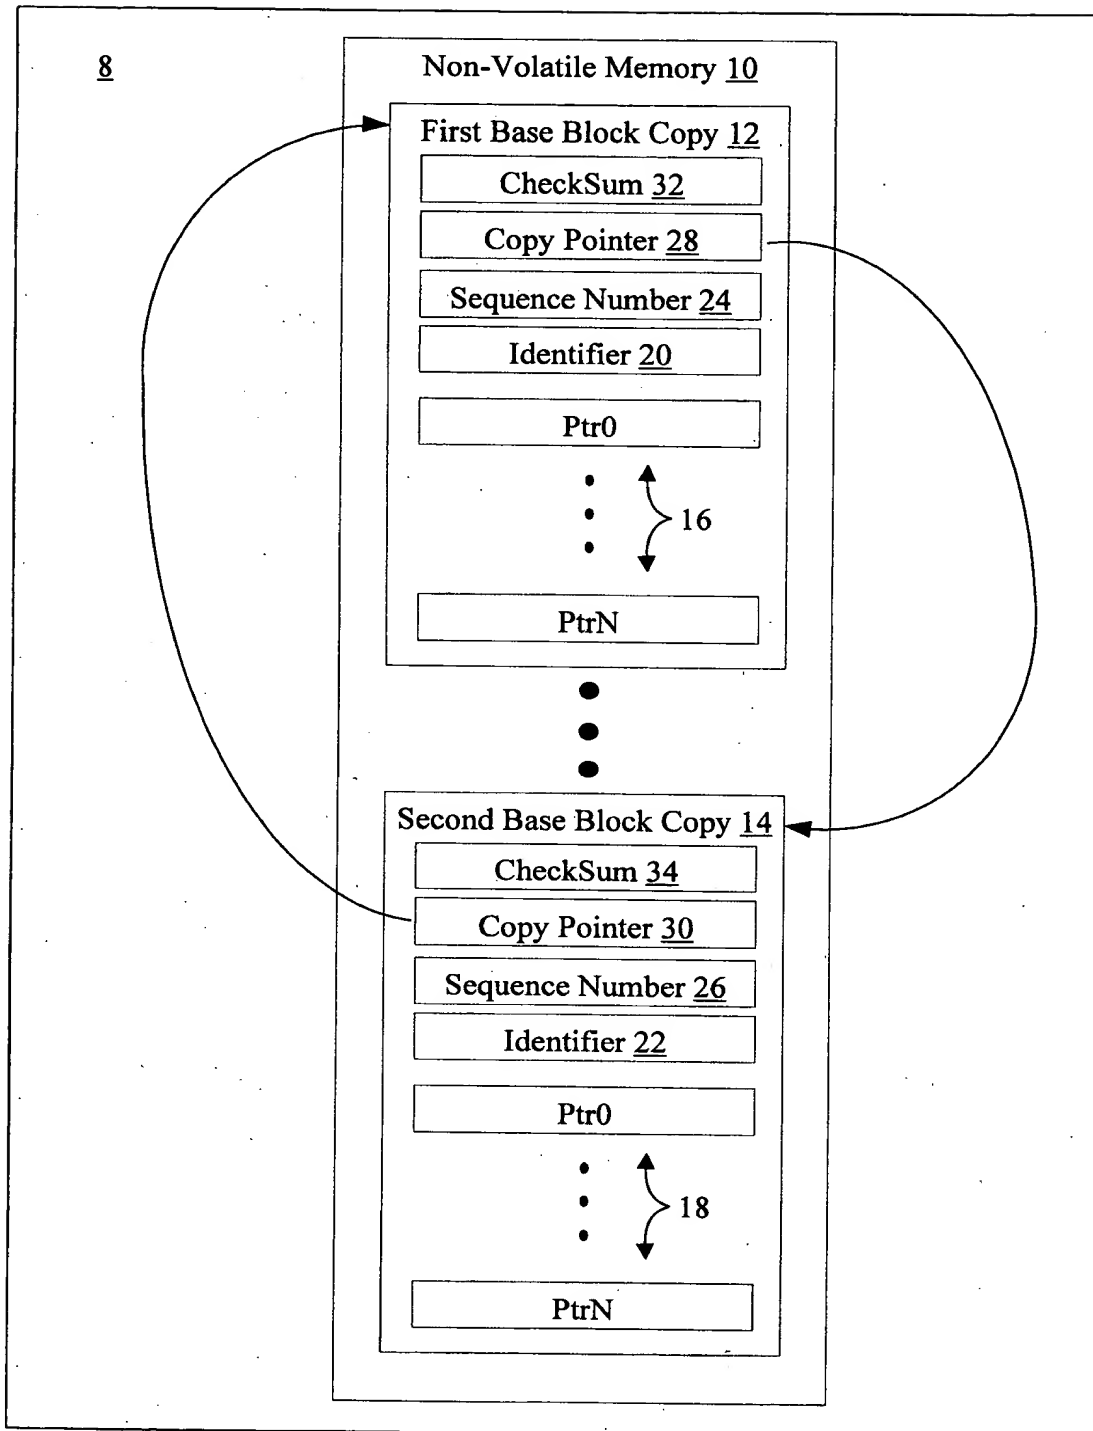 8
Non-Volatile Memory 10
First Base Block Copy 12
CheckSum 32
Copy Pointer 28
Sequence Number 24
Identifier 20
Ptr0
16
PtrN
Second Base Block Copy 14
CheckSum 34
Copy Pointer 30
Sequence Number 26
Identifier 22
Ptr0
18
PtrN